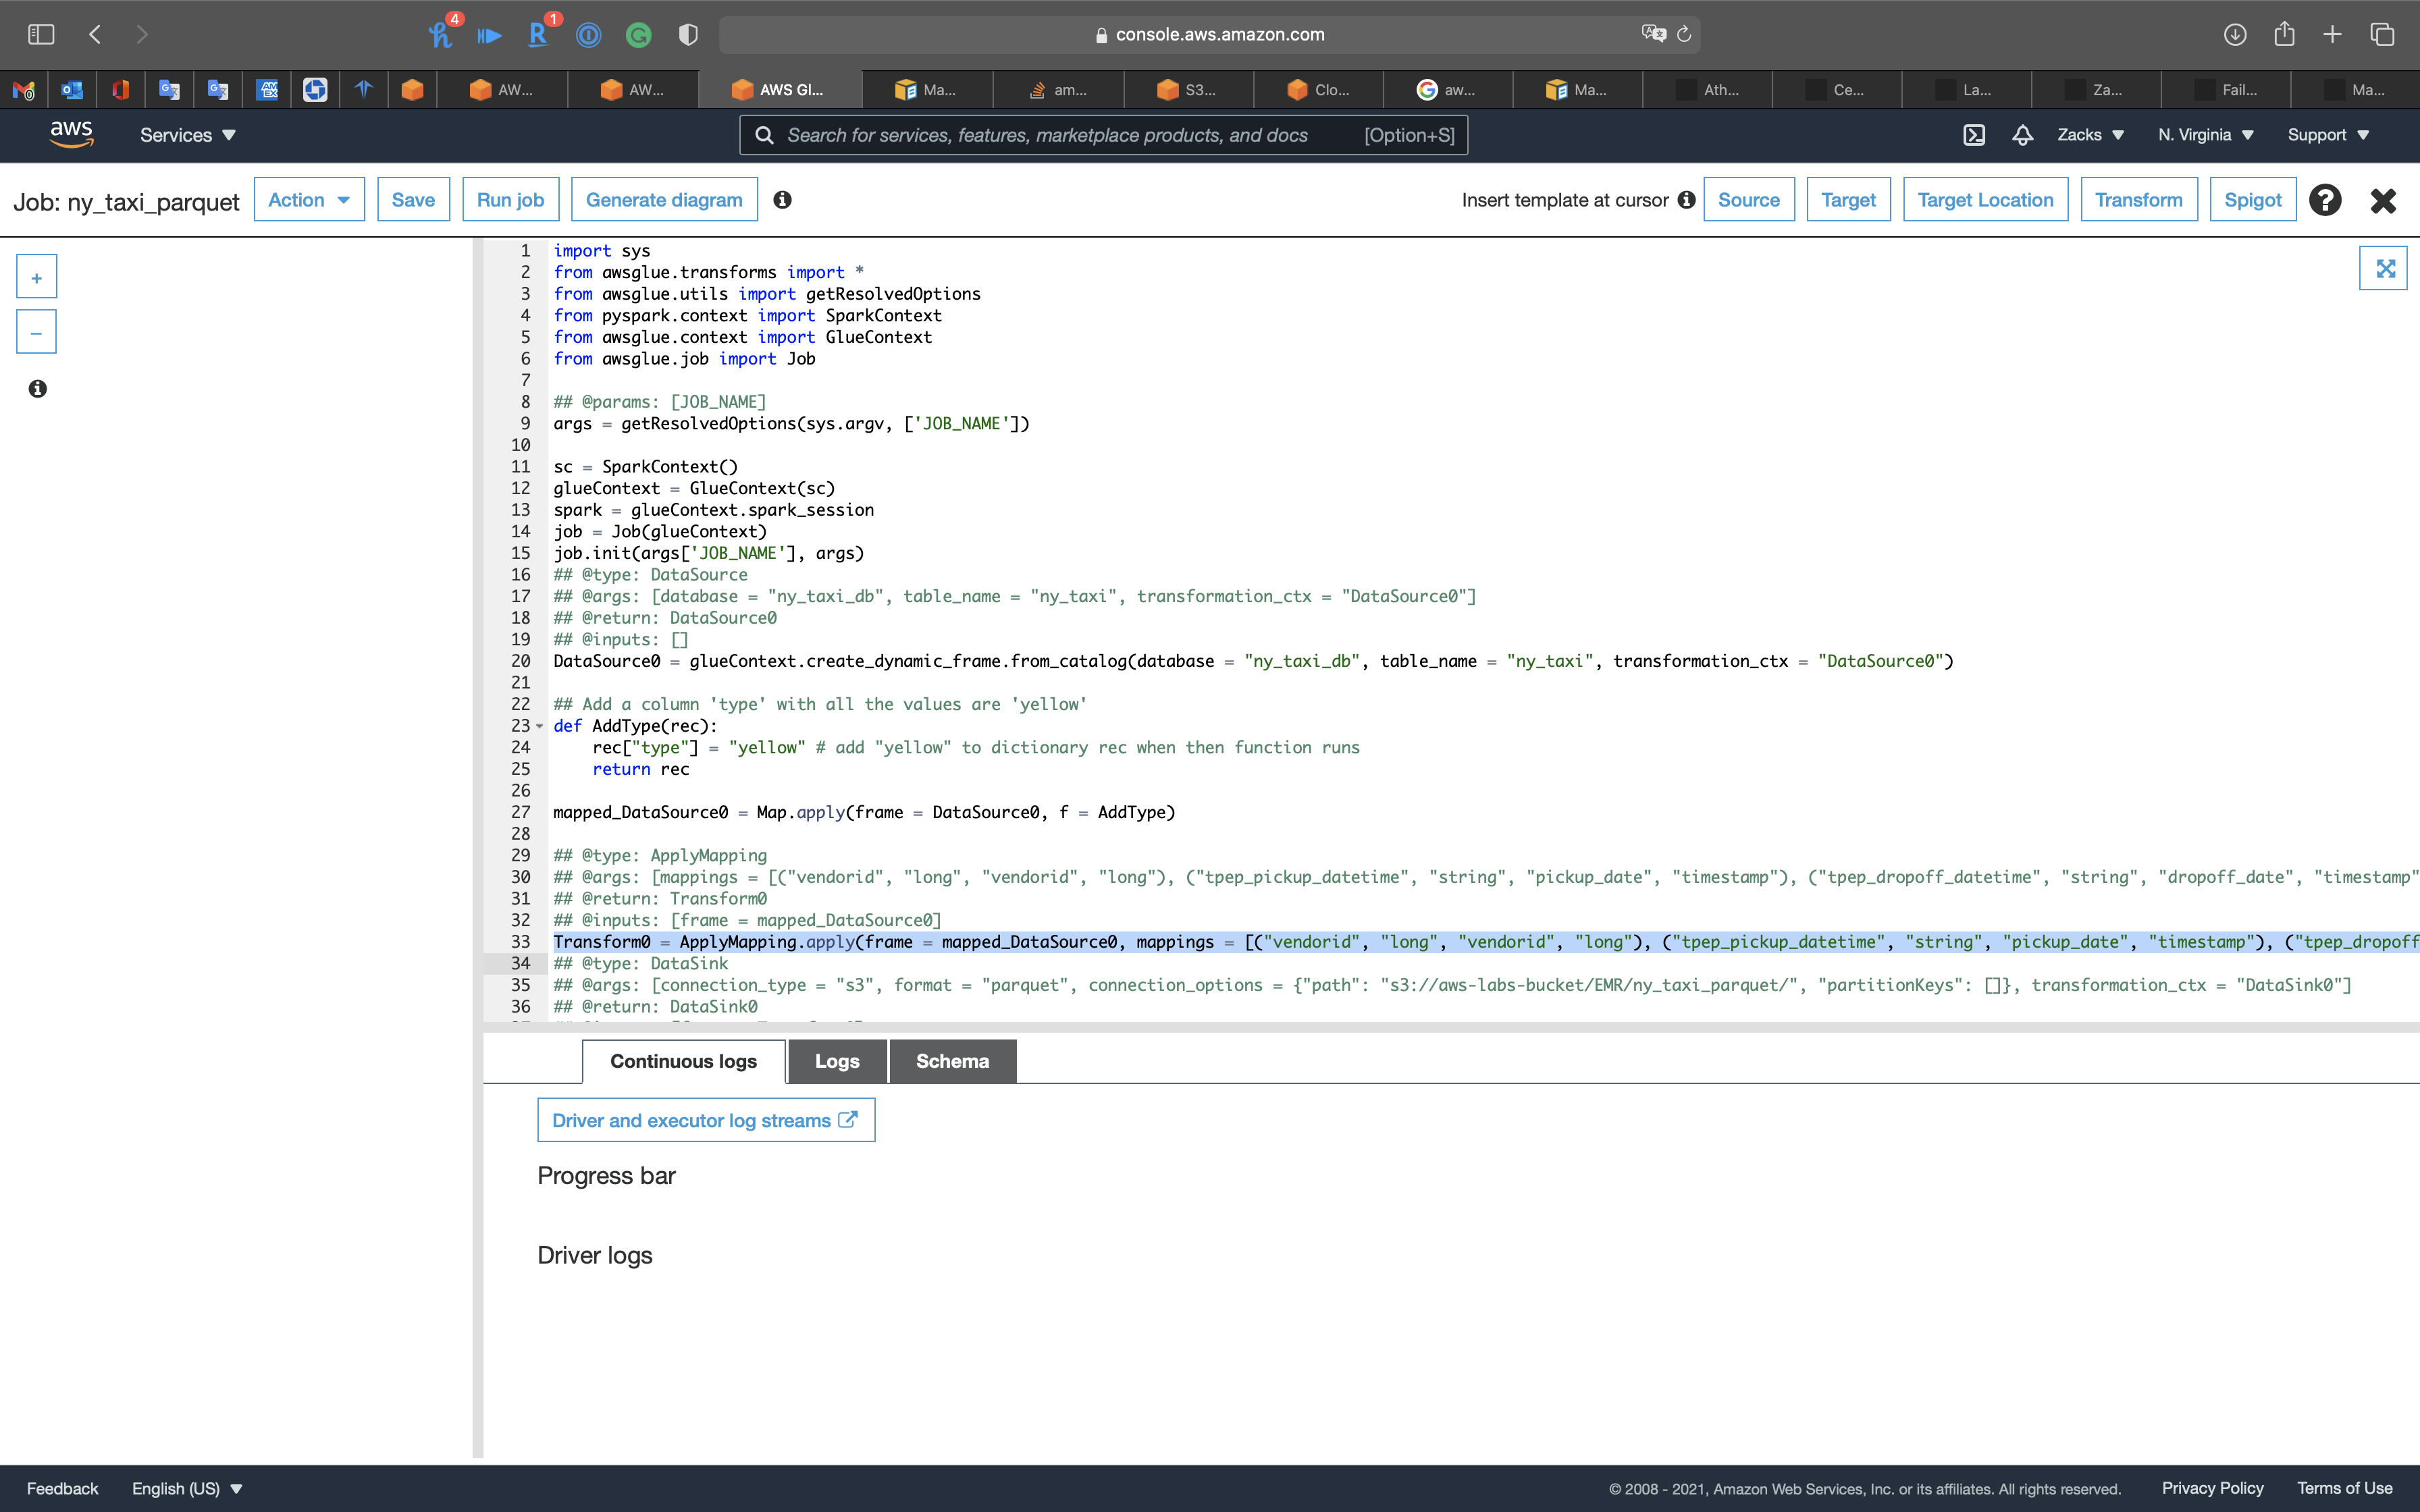 4
1
console.aws.amazon.com
AW...
AW...
AWS Gl...
Ma...
am...
S3...
Clo...
aw...
Ma...
Ath...
Ce...
La...
Za...
Fail...
Ma...
aws
Services
Search for services, features, marketplace products, and docs [Option+S]
Zacks
N. Virginia
Support
Job: ny_taxi_parquet
Action
Save
Run job
Generate diagram
Insert template at cursor
Source
Target
Target Location
Transform
Spigot
1 import sys
2 from awsglue.transforms import *
3 from awsglue.utils import getResolvedOptions
4 from pyspark.context import SparkContext
5 from awsglue.context import GlueContext
6 from awsglue.job import Job
7
8 ## @params: [JOB_NAME]
9 args = getResolvedOptions(sys.argv, ['JOB_NAME'])
10
11 sc = SparkContext()
12 glueContext = GlueContext(sc)
13 spark = glueContext.spark_session
14 job = Job(glueContext)
15 job.init(args['JOB_NAME'], args)
16 ## @type: DataSource
17 ## @args: [database = "ny_taxi_db", table_name = "ny_taxi", transformation_ctx = "DataSource0"]
18 ## @return: DataSource0
19 ## @inputs: []
20 DataSource0 = glueContext.create_dynamic_frame.from_catalog(database = "ny_taxi_db", table_name = "ny_taxi", transformation_ctx = "DataSource0")
21
22 ## Add a column 'type' with all the values are 'yellow'
23 def AddType(rec):
24 rec["type"] = "yellow" # add "yellow" to dictionary rec when then function runs
25 return rec
26
27 mapped_DataSource0 = Map.apply(frame = DataSource0, f = AddType)
28
29 ## @type: ApplyMapping
30 ## @args: [mappings = [("vendorid", "long", "vendorid", "long"), ("tpep_pickup_datetime", "string", "pickup_date", "timestamp"), ("tpep_dropoff_datetime", "string", "dropoff_date", "timestamp"
31 ## @return: Transform0
32 ## @inputs: [frame = mapped_DataSource0]
33 Transform0 = ApplyMapping.apply(frame = mapped_DataSource0, mappings = [("vendorid", "long", "vendorid", "long"), ("tpep_pickup_datetime", "string", "pickup_date", "timestamp"), ("tpep_dropoff
34 ## @type: DataSink
35 ## @args: [connection_type = "s3", format = "parquet", connection_options = {"path": "s3://aws-labs-bucket/EMR/ny_taxi_parquet/", "partitionKeys": []}, transformation_ctx = "DataSink0"]
36 ## @return: DataSink0
Continuous logs
Logs
Schema
Driver and executor log streams
Progress bar
Driver logs
Feedback
English (US)
© 2008 - 2021, Amazon Web Services, Inc. or its affiliates. All rights reserved.
Privacy Policy
Terms of Use